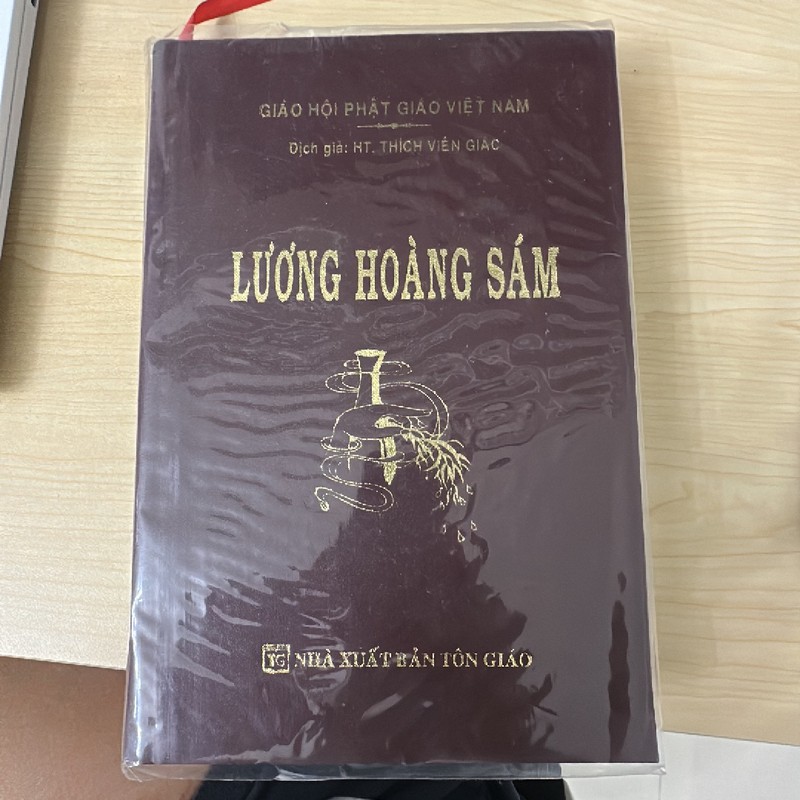 GIÁO HỘI PHẬT GIÁO VIỆT NAM
Dịch giả: HT. THÍCH VIÊN GIÁC
LƯƠNG HOÀNG SÁM
TG NHÀ XUẤT BẢN TÔN GIÁO